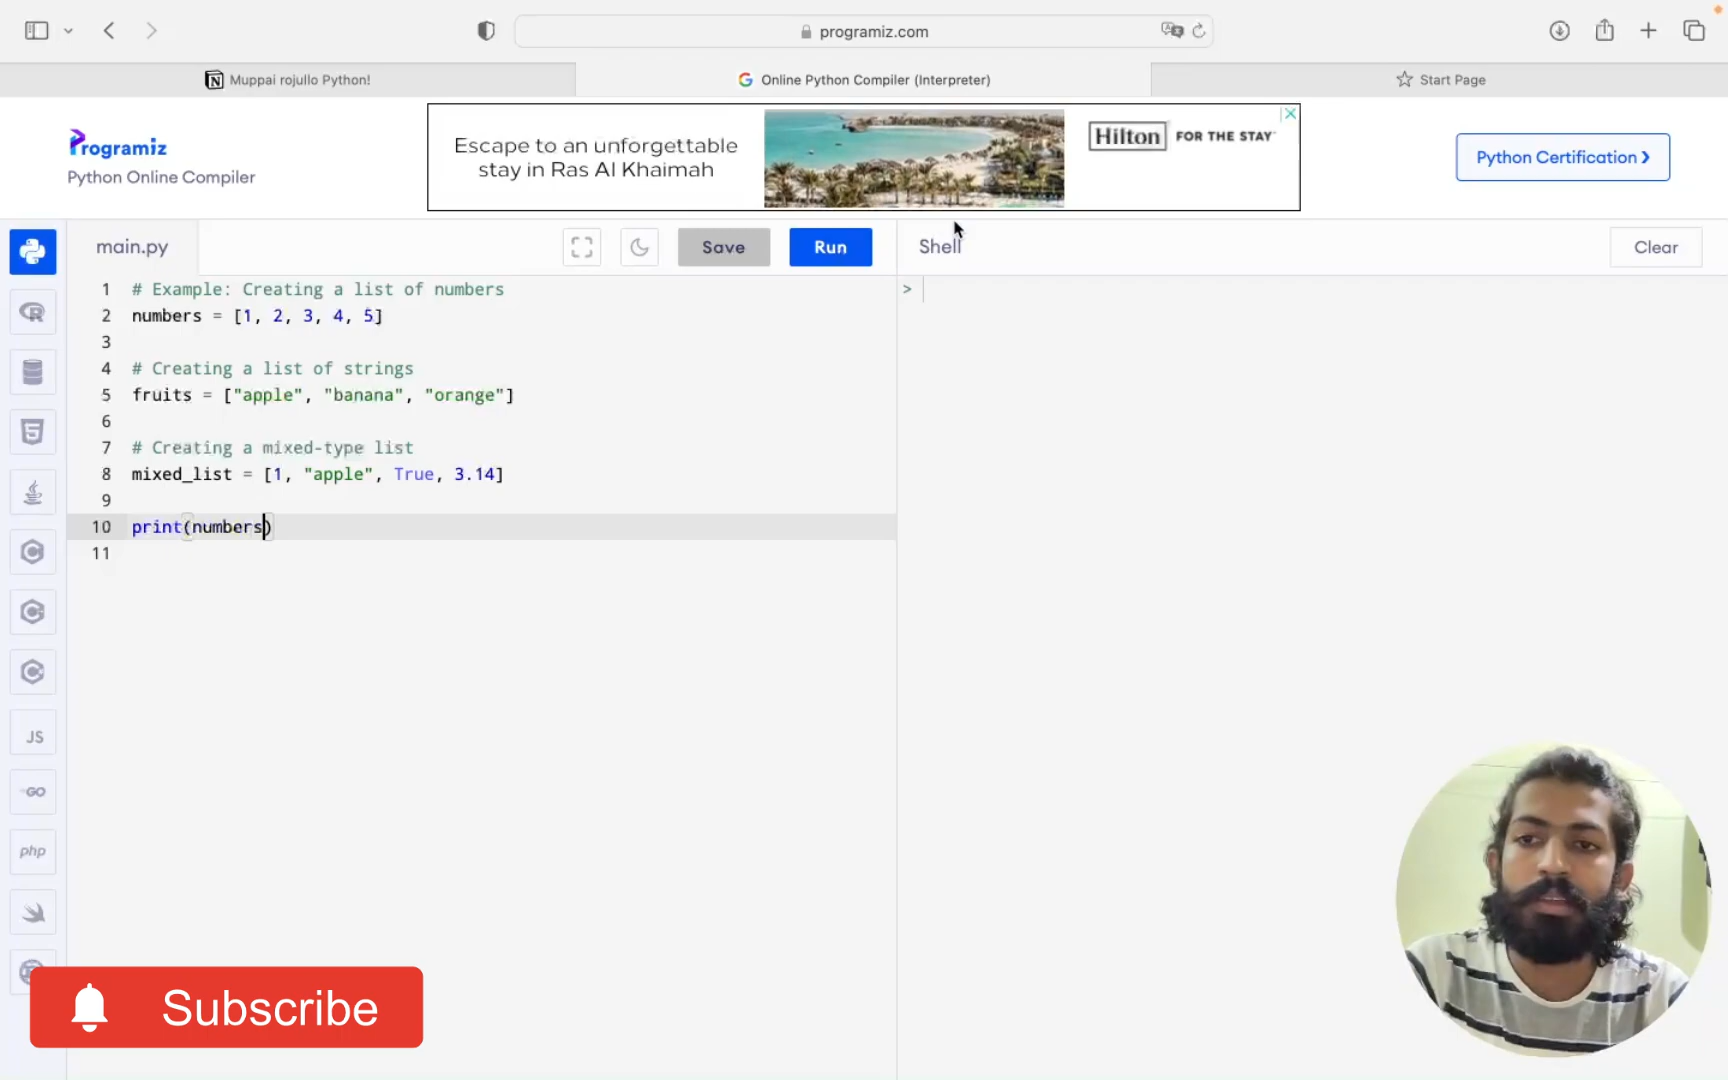 programiz.com
Muppai rojullo Python!
Online Python Compiler (Interpreter)
Start Page
Programiz
Python Online Compiler
Escape to an unforgettable
stay in Ras Al Khaimah
Hilton FOR THE STAY
Python Certification
main.py
Save
Run
Shell
Clear
1 # Example: Creating a list of numbers
2 numbers = [1, 2, 3, 4, 5]
3
4 # Creating a list of strings
5 fruits = ["apple", "banana", "orange"]
6
7 # Creating a mixed-type list
8 mixed_list = [1, "apple", True, 3.14]
9
10 print(numbers)
11
>
R
5
C
C
C
JS
GO
php
Subscribe